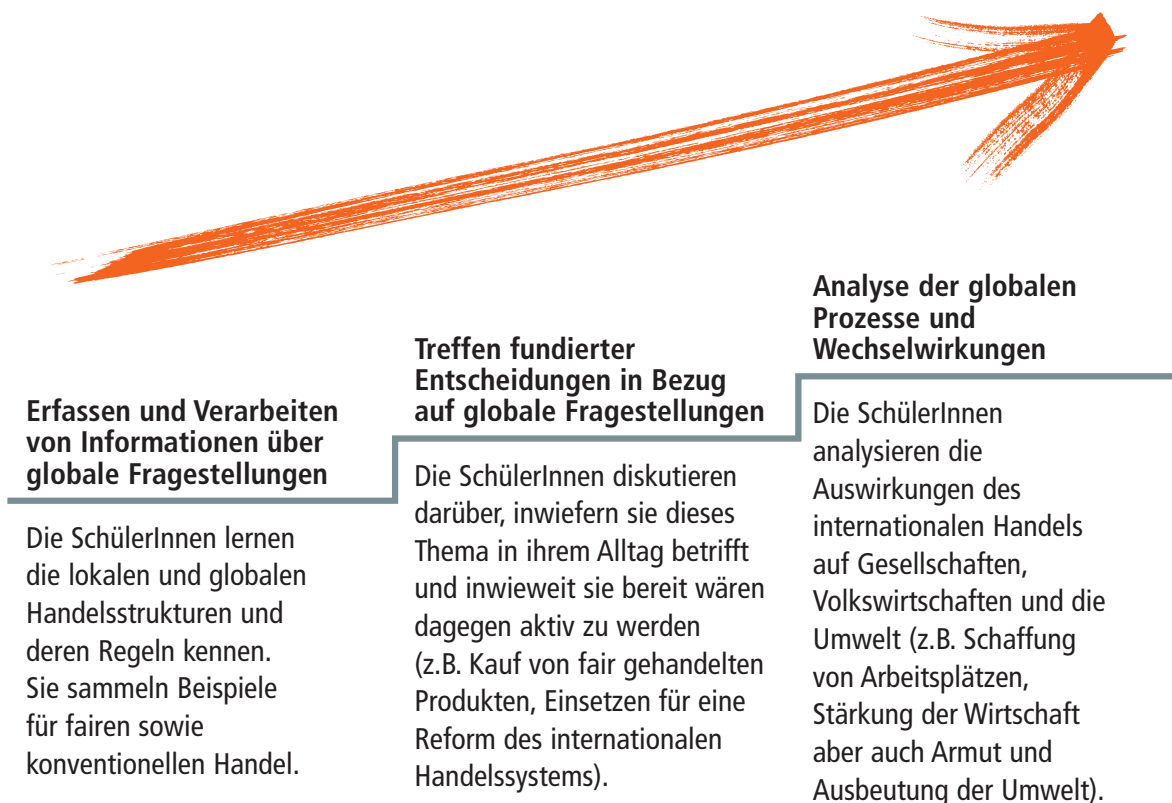 Erfassen und Verarbeiten
von Informationen über
globale Fragestellungen
Die SchülerInnen lernen
die lokalen und globalen
Handelsstrukturen und
deren Regeln kennen.
Sie sammeln Beispiele
für fairen sowie
konventionellen Handel.
Treffen fundierter
Entscheidungen in Bezug
auf globale Fragestellungen
Die SchülerInnen diskutieren
darüber, inwiefern sie dieses
Thema in ihrem Alltag betrifft
und inwieweit sie bereit wären
dagegen aktiv zu werden
(z.B. Kauf von fair gehandelten
Produkten, Einsetzen für eine
Reform des internationalen
Handelssystems).
Analyse der globalen
Prozesse und
Wechselwirkungen
Die SchülerInnen
analysieren die
Auswirkungen des
internationalen Handels
auf Gesellschaften,
Volkswirtschaften und die
Umwelt (z.B. Schaffung
von Arbeitsplätzen,
Stärkung der Wirtschaft
aber auch Armut und
Ausbeutung der Umwelt).